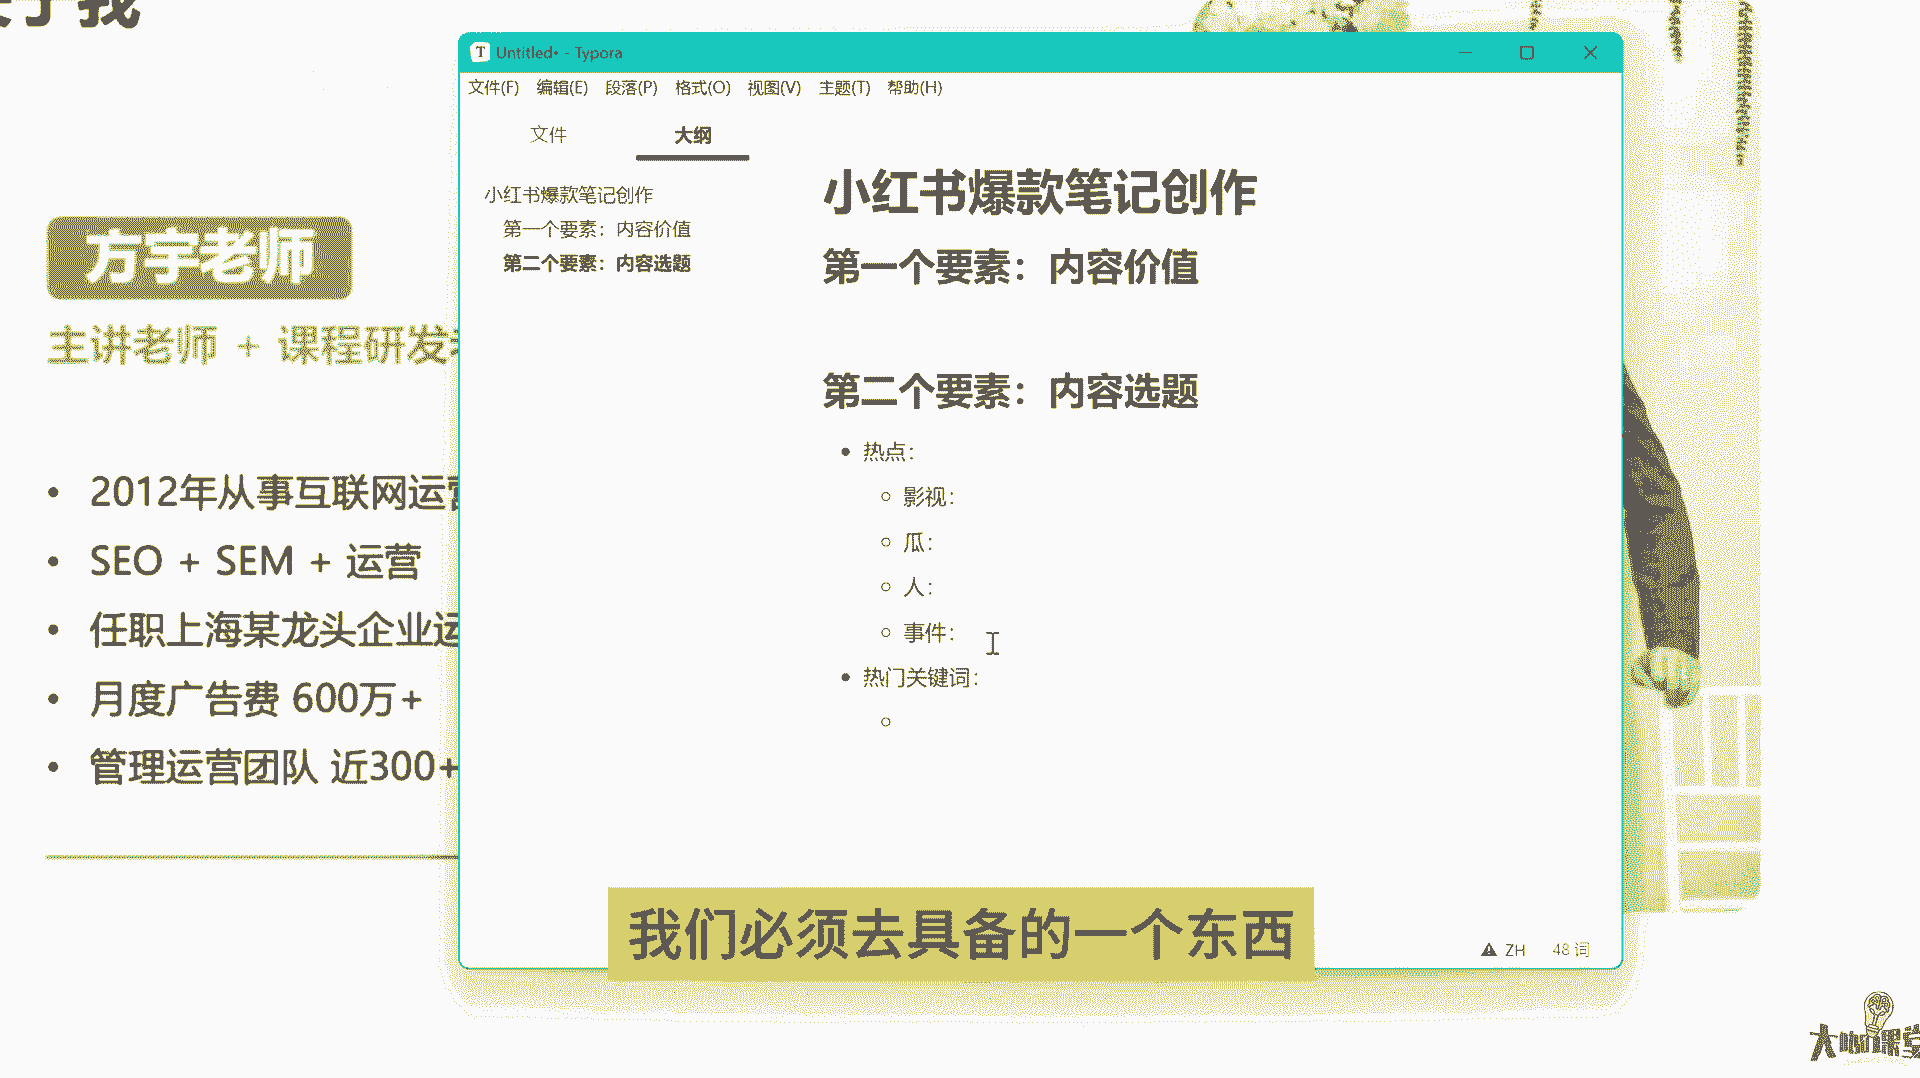 于我
方宇老师
主讲老师 + 课程研发
• 2012年从事互联网运营
• SEO + SEM + 运营
• 任职上海某龙头企业运
• 月度广告费 600万+
• 管理运营团队 近300+
Untitled• - Typora
文件(F) 编辑(E) 段落(P) 格式(O) 视图(V) 主题(T) 帮助(H)
文件 大纲
小红书爆款笔记创作
第一个要素：内容价值
第二个要素：内容选题
小红书爆款笔记创作
第一个要素：内容价值
第二个要素：内容选题
• 热点：
○ 影视：
○ 瓜：
○ 人：
○ 事件：
• 热门关键词：
我们必须去具备的一个东西
ZH 48 词
大咖课堂